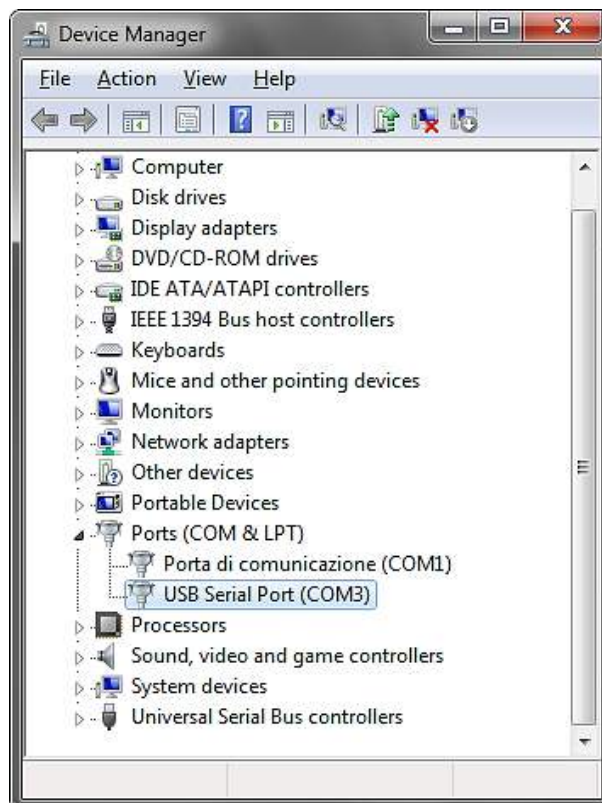 Device Manager
File Action View Help
Computer
Disk drives
Display adapters
DVD/CD-ROM drives
IDE ATA/ATAPI controllers
IEEE 1394 Bus host controllers
Keyboards
Mice and other pointing devices
Monitors
Network adapters
Other devices
Portable Devices
Ports (COM & LPT)
Porta di comunicazione (COM1)
USB Serial Port (COM3)
Processors
Sound, video and game controllers
System devices
Universal Serial Bus controllers